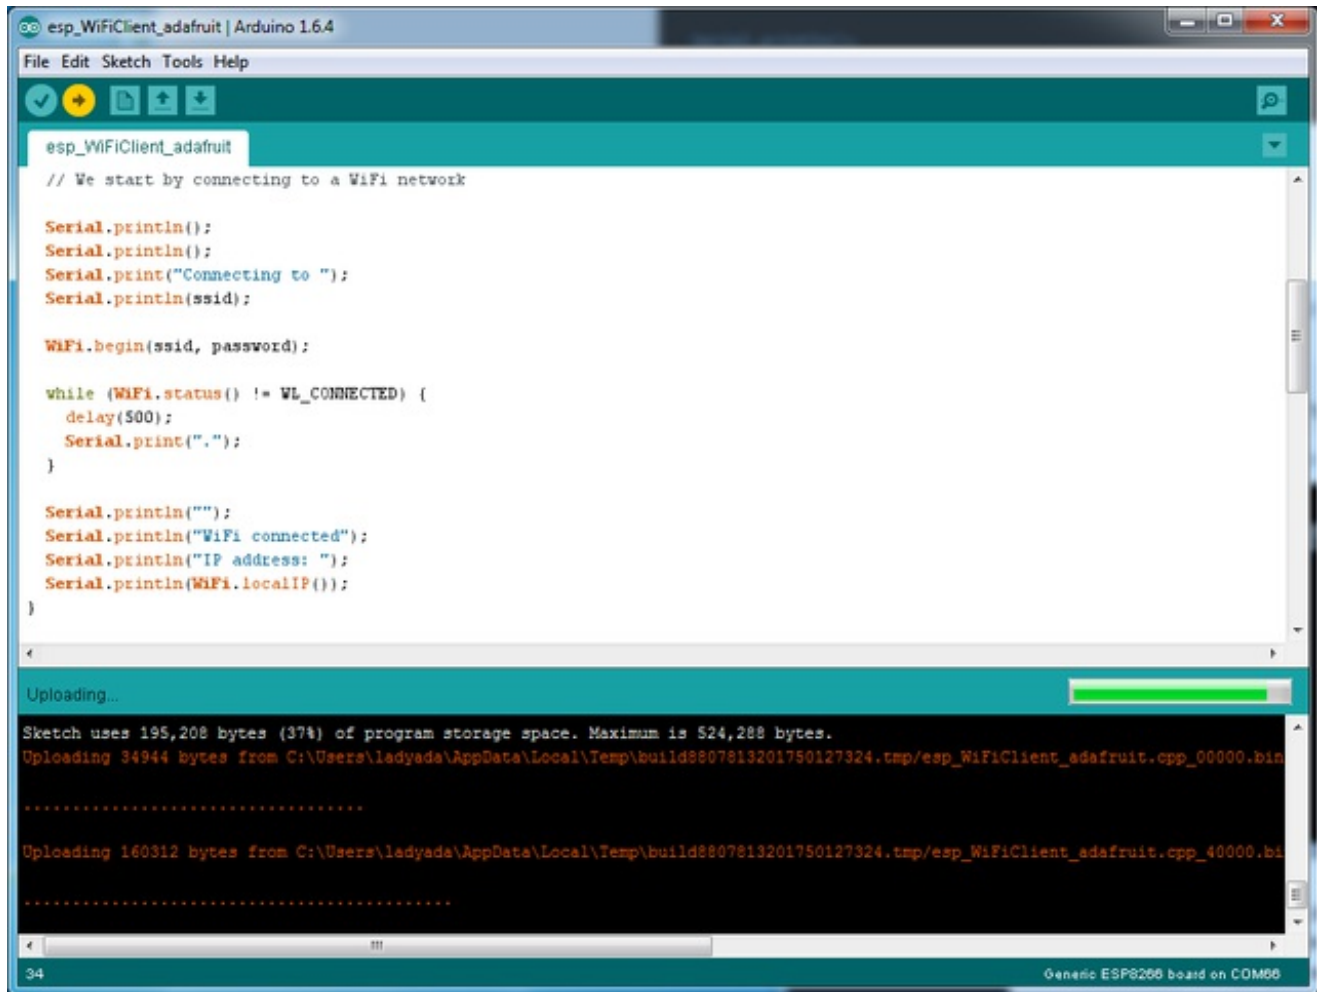 esp_WiFiClient_adafruit | Arduino 1.6.4
File Edit Sketch Tools Help
esp_WiFiClient_adafruit
// We start by connecting to a WiFi network
Serial.println();
Serial.println();
Serial.print("Connecting to ");
Serial.println(ssid);
WiFi.begin(ssid, password);
while (WiFi.status() != WL_CONNECTED) {
delay(500);
Serial.print(".");
}
Serial.println("");
Serial.println("WiFi connected");
Serial.println("IP address: ");
Serial.println(WiFi.localIP());
}
Uploading...
Sketch uses 195,208 bytes (37%) of program storage space. Maximum is 524,288 bytes.
Uploading 34944 bytes from C:\Users\ladyada\AppData\Local\Temp\build8807813201750127324.tmp/esp_WiFiClient_adafruit.cpp_00000.bin
...................................
Uploading 160312 bytes from C:\Users\ladyada\AppData\Local\Temp\build8807813201750127324.tmp/esp_WiFiClient_adafruit.cpp_40000.bi
............................................
34
Generic ESP8266 board on COM66